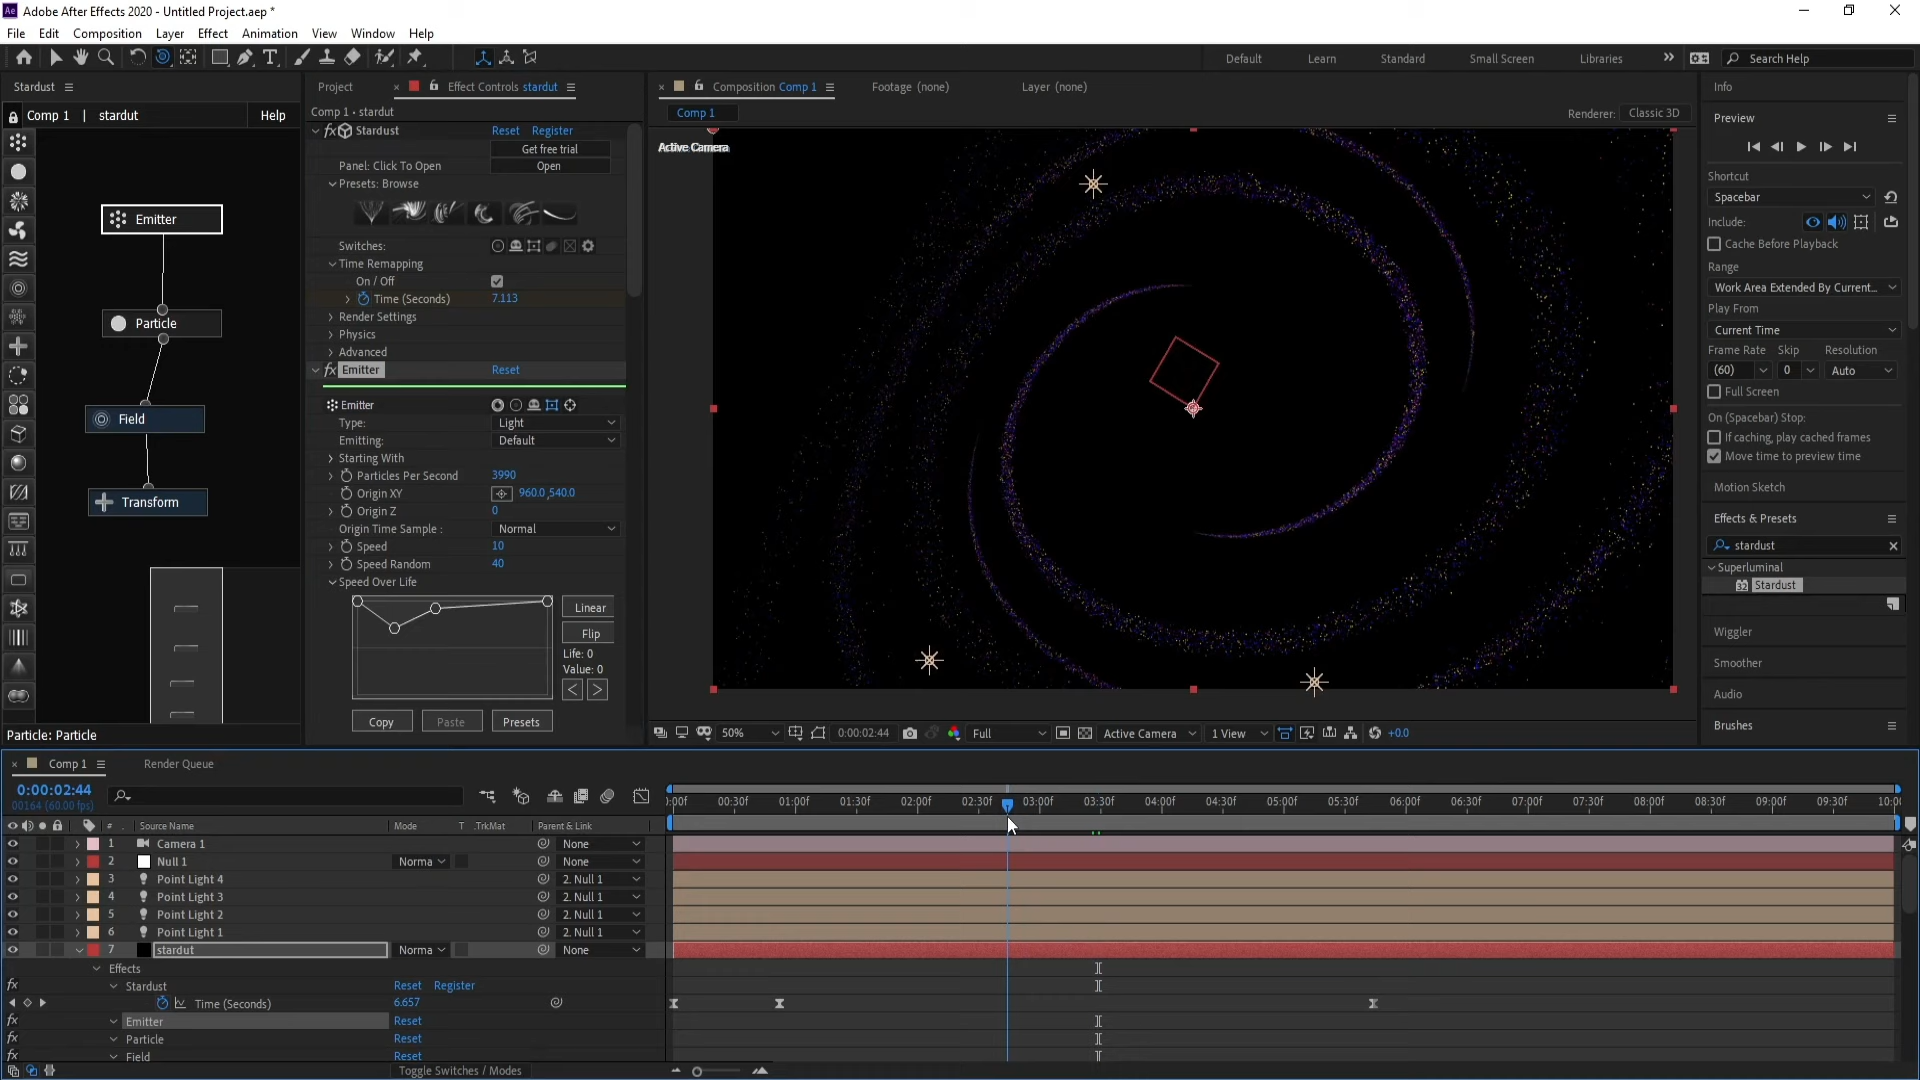 Adobe After Effects 2020 - Untitled Project.aep *
File Edit Composition Layer Effect Animation View Window Help
Default Learn Standard Small Screen Libraries Search Help
Stardust
Comp 1 | stardut Help
Emitter
Particle
Field
Transform
Particle: Particle
Project Effect Controls stardut
Comp 1 • stardut
fx Stardust Reset Register
Get free trial
Panel: Click To Open Open
Presets: Browse
Switches:
Time Remapping
On / Off
Time (Seconds) 7.113
Render Settings
Physics
Advanced
fx Emitter Reset
Emitter
Type: Light
Emitting: Default
Starting With
Particles Per Second 3990
Origin XY 960.0,540.0
Origin Z 0
Origin Time Sample : Normal
Speed 10
Speed Random 40
Speed Over Life
Linear
Flip
Life: 0
Value: 0
< >
Copy Paste Presets
Composition Comp 1 Footage (none) Layer (none)
Comp 1 Renderer: Classic 3D
Active Camera
50% 0:00:02:44 Full Active Camera 1 View +0.0
Info
Preview
Shortcut
Spacebar
Include:
Cache Before Playback
Range
Work Area Extended By Current...
Play From
Current Time
Frame Rate Skip Resolution
(60) 0 Auto
Full Screen
On (Spacebar) Stop:
If caching, play cached frames
Move time to preview time
Motion Sketch
Effects & Presets
stardust
Superluminal
32 Stardust
Wiggler
Smoother
Audio
Brushes
Comp 1 Render Queue
0:00:02:44
00164 (60.00 fps)
:00f 00:30f 01:00f 01:30f 02:00f 02:30f 03:00f 03:30f 04:00f 04:30f 05:00f 05:30f 06:00f 06:30f 07:00f 07:30f 08:00f 08:30f 09:00f 09:30f 10:0
# Source Name Mode T .TrkMat Parent & Link
1 Camera 1 None
2 Null 1 Norma None
3 Point Light 4 2. Null 1
4 Point Light 3 2. Null 1
5 Point Light 2 2. Null 1
6 Point Light 1 2. Null 1
7 stardut Norma None
Effects
fx Stardust Reset Register
Time (Seconds) 6.657
fx Emitter Reset
fx Particle Reset
fx Field Reset
Toggle Switches / Modes